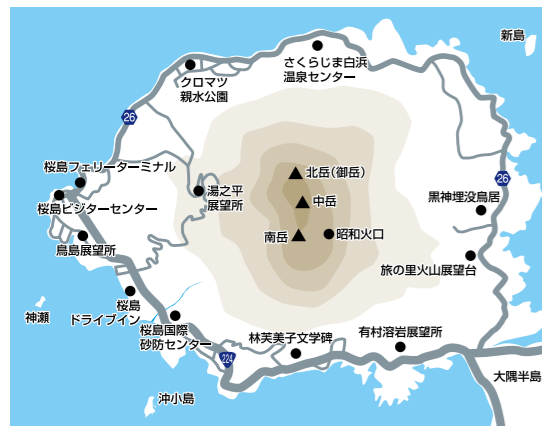 新島
さくらじま白浜
温泉センター
クロマツ
親水公園
26
桜島フェリーターミナル
北岳(御岳)
26
湯之平
展望所
中岳
黒神埋没鳥居
桜島ビジターセンター
南岳
昭和火口
烏島展望所
旅の里火山展望台
桜島
ドライブイン
神瀬
桜島国際
砂防センター
林芙美子文学碑
有村溶岩展望所
224
大隅半島
沖小島